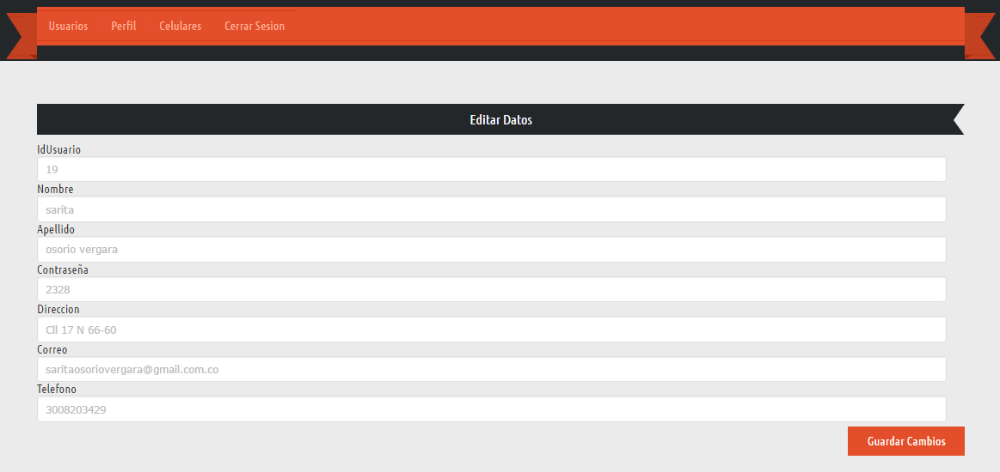 Usuarios Perfil Celulares Cerrar Sesion
Editar Datos
IdUsuario
19
Nombre
sarita
Apellido
osorio vergara
Contraseña
2328
Direccion
Cll 17 N 66-60
Correo
saritaosoriovergara@gmail.com.co
Telefono
3008203429
Guardar Cambios